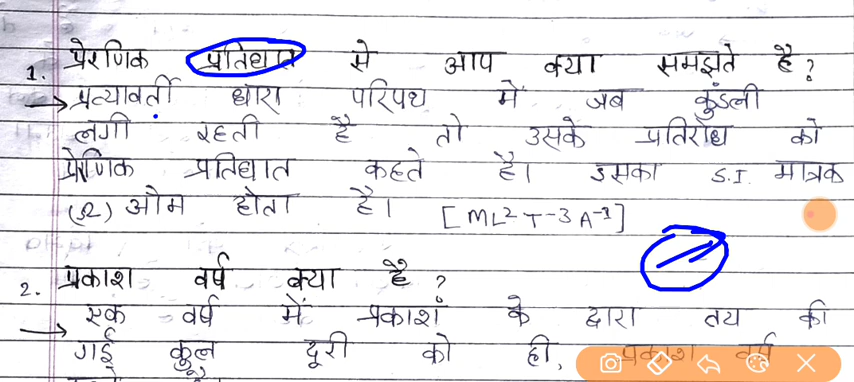 1. प्रेरणिक प्रतिघात से आप क्या समझते है?
→ प्रत्यावर्ती धारा परिपथ में जब कुंडली
लगी रहती है तो उसके प्रतिरोध को
प्रेणिक प्रतिघात कहते है। इसका S.I. मात्रक
(Ω) ओम होता है। [ML²T⁻³A⁻²]
2. प्रकाश वर्ष क्या है?
→ एक वर्ष में प्रकाश के द्वारा तय की
गई कुल दूरी को ही, प्रकाश वर्ष